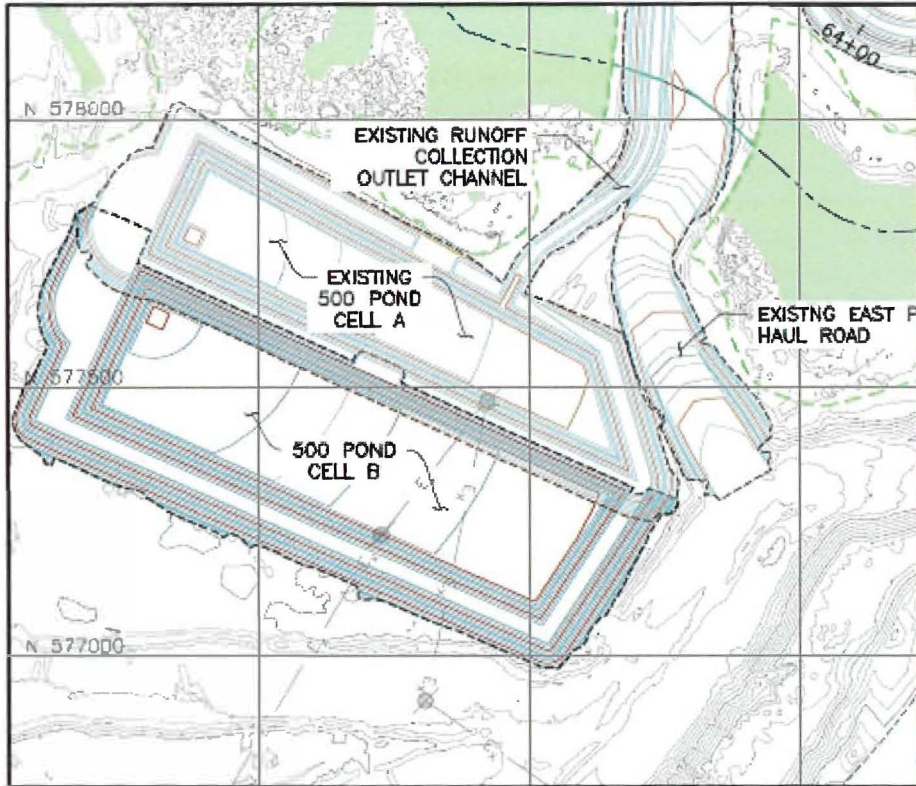 64+00
N 578000
EXISTING RUNOFF
COLLECTION
OUTLET CHANNEL
EXISTING
500 POND
CELL A
EXISTNG EAST P
HAUL ROAD
N 577500
500 POND
CELL B
N 577000